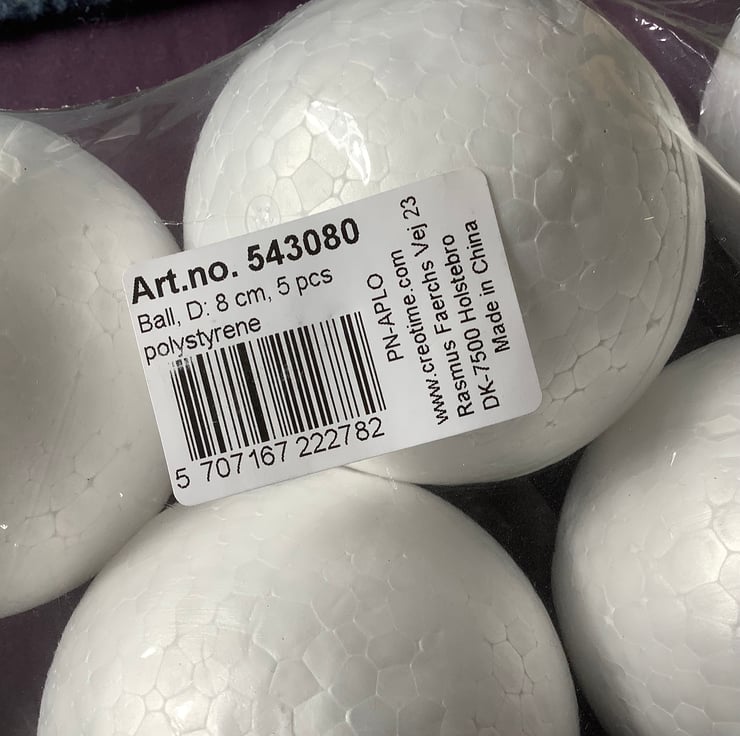 Art.no. 543080
Ball, D: 8 cm, 5 pcs
polystyrene
5 707167 222782
PN-APLO
www.creotime.com
Rasmus Faerchs Vej 23
DK-7500 Holstebro
Made in China